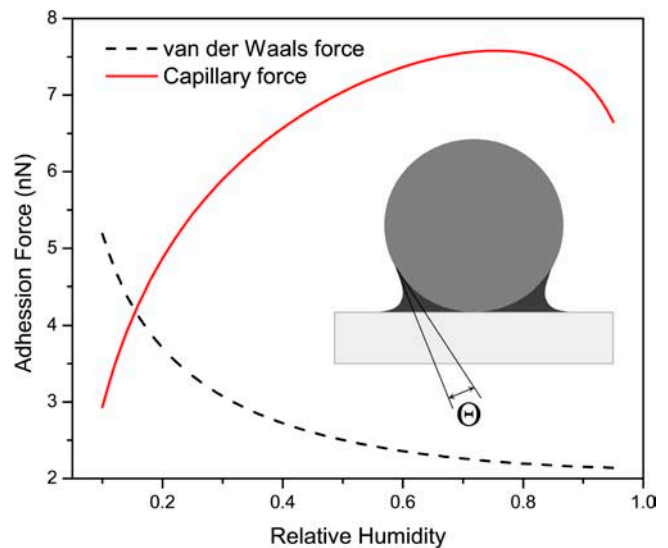 8
7
6
5
4
3
2
Adhession Force (nN)
van der Waals force
Capillary force
Θ
0.2
0.4
0.6
0.8
1.0
Relative Humidity